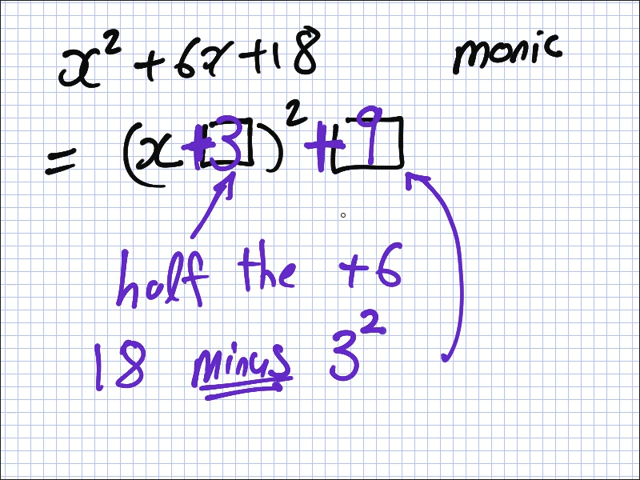 x² + 6x + 18 monic
= (x + 3)² + 9
half the + 6
18 minus 3²